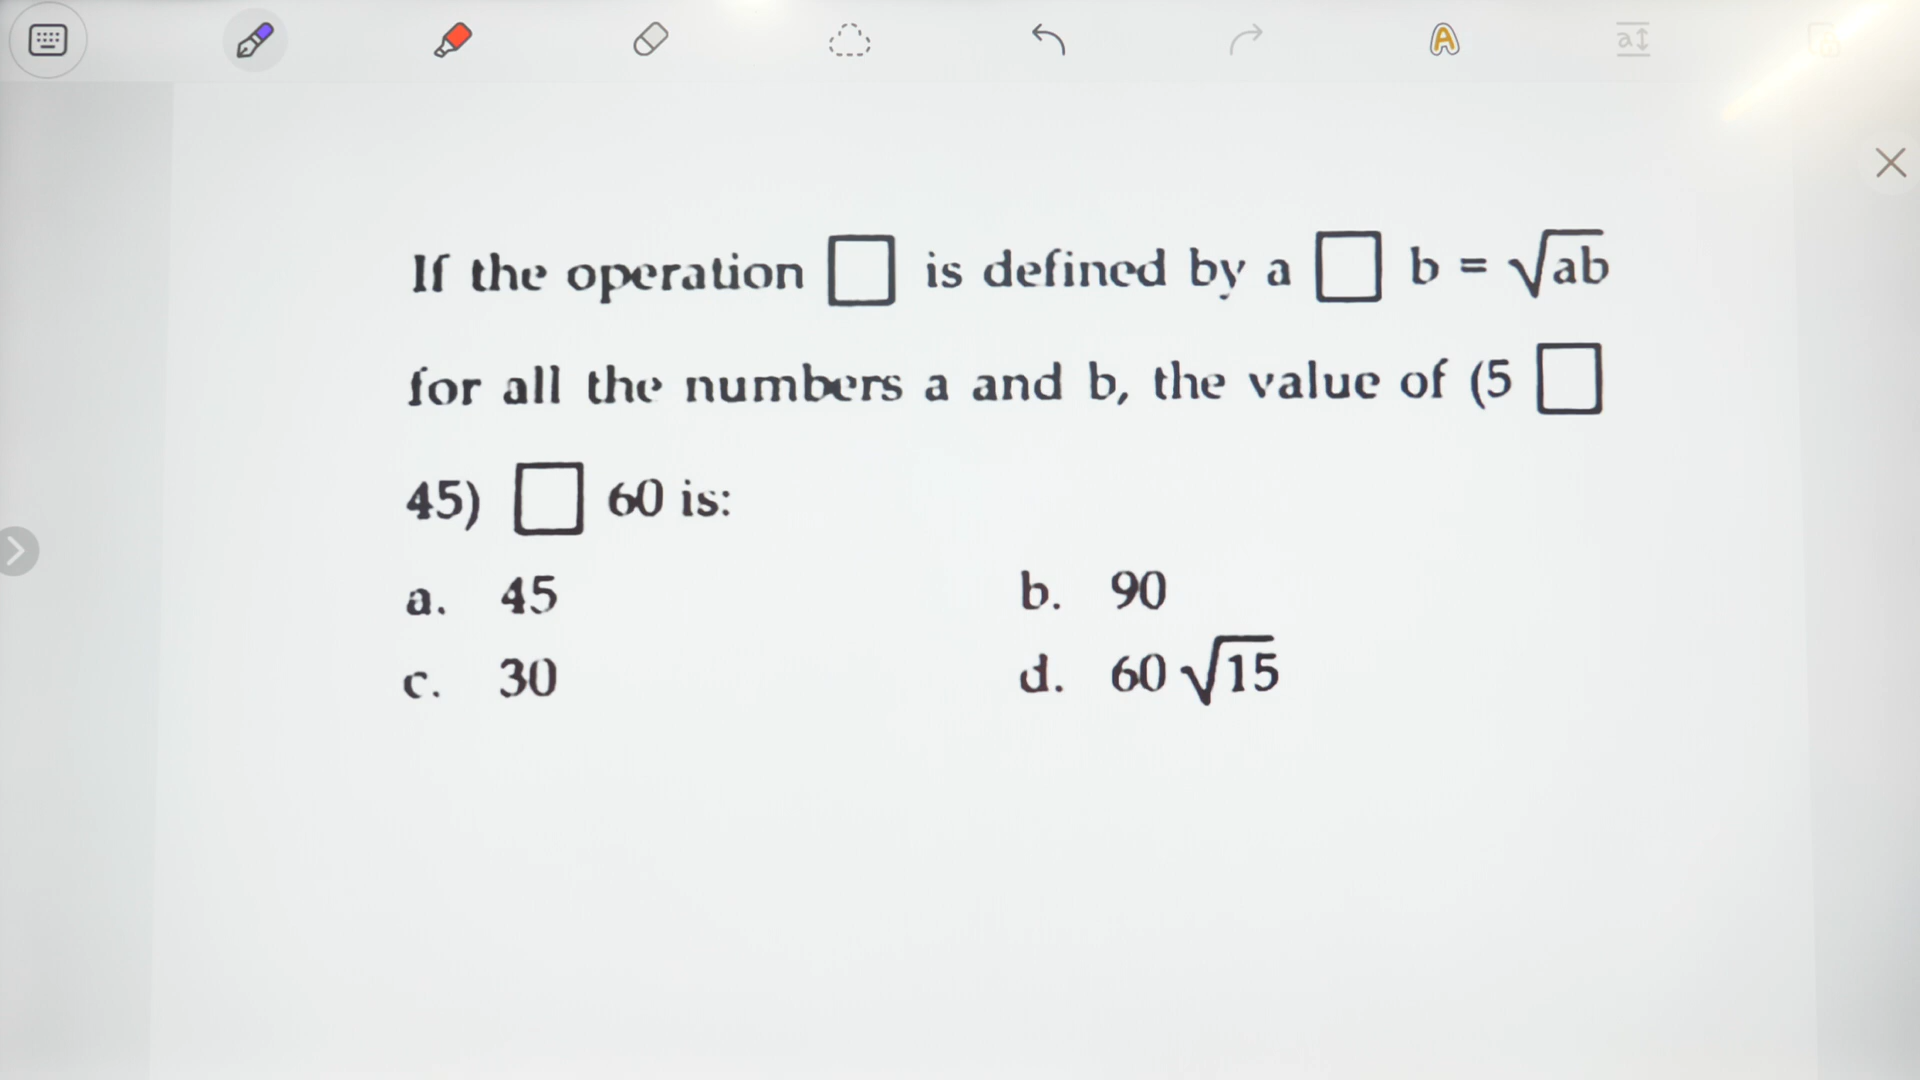 If the operation □ is defined by a □ b = √ab
for all the numbers a and b, the value of (5 □
45) □ 60 is:
a. 45 b. 90
c. 30 d. 60√15